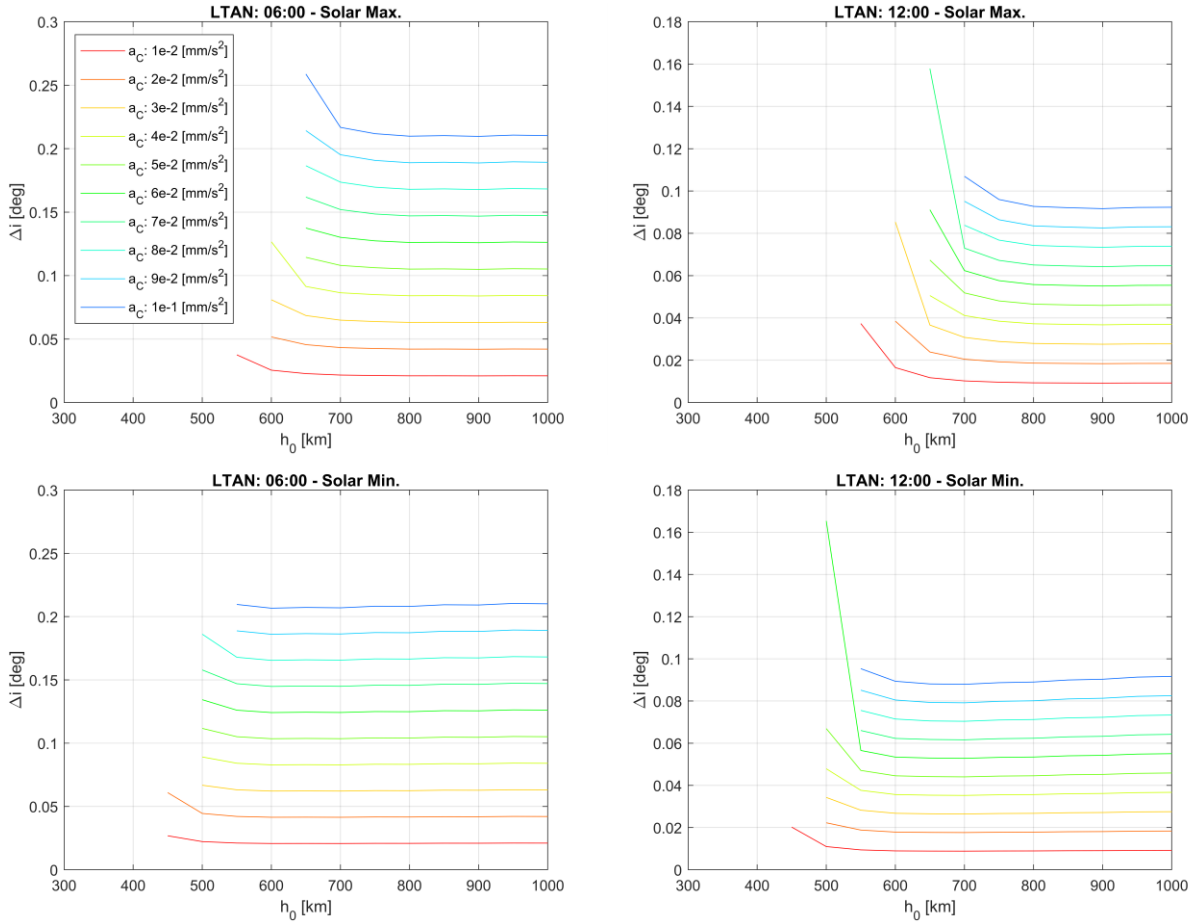 LTAN: 06:00 - Solar Max.
0.3
0.25
0.2
0.15
0.1
0.05
0
Δi [deg]
a_C: 1e-2 [mm/s²]
a_C: 2e-2 [mm/s²]
a_C: 3e-2 [mm/s²]
a_C: 4e-2 [mm/s²]
a_C: 5e-2 [mm/s²]
a_C: 6e-2 [mm/s²]
a_C: 7e-2 [mm/s²]
a_C: 8e-2 [mm/s²]
a_C: 9e-2 [mm/s²]
a_C: 1e-1 [mm/s²]
300 400 500 600 700 800 900 1000
h₀ [km]
LTAN: 12:00 - Solar Max.
0.18
0.16
0.14
0.12
0.1
0.08
0.06
0.04
0.02
0
Δi [deg]
300 400 500 600 700 800 900 1000
h₀ [km]
LTAN: 06:00 - Solar Min.
0.3
0.25
0.2
0.15
0.1
0.05
0
Δi [deg]
300 400 500 600 700 800 900 1000
h₀ [km]
LTAN: 12:00 - Solar Min.
0.18
0.16
0.14
0.12
0.1
0.08
0.06
0.04
0.02
0
Δi [deg]
300 400 500 600 700 800 900 1000
h₀ [km]